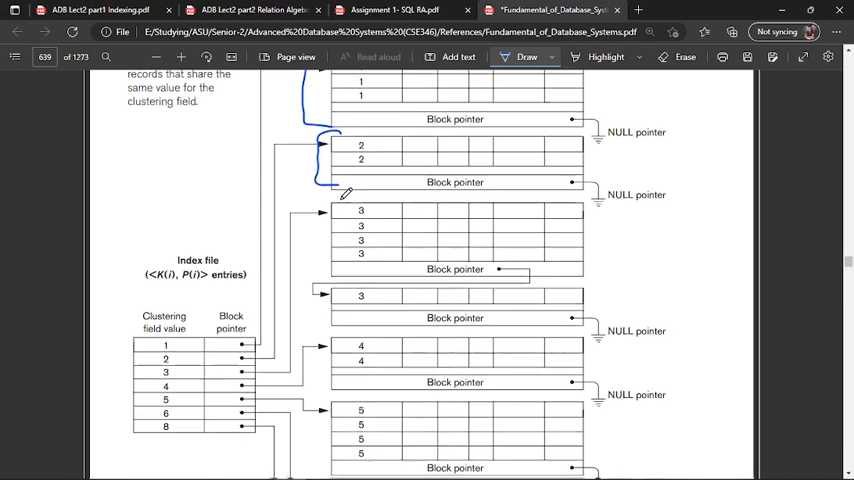 ADB Lect2 part1 Indexing.pdf
ADB Lect2 part2 Relation Algeb
Assignment 1- SQL RA.pdf
*Fundamental_of_Database_Sys
File
E:/Studying/ASU/Senior-2/Advanced%20Database%20Systems%20(CSE346)/References/Fundamental_of_Database_Systems.pdf
Not syncing
639 of 1273
Page view
Read aloud
Add text
Draw
Highlight
Erase
records that share the
same value for the
clustering field.
1
1
Block pointer
NULL pointer
2
2
Block pointer
NULL pointer
3
3
3
3
Block pointer
3
Block pointer
NULL pointer
4
4
Block pointer
NULL pointer
5
5
5
5
Block pointer
Index file
(<K(i), P(i)> entries)
Clustering Block
field value pointer
1
2
3
4
5
6
8